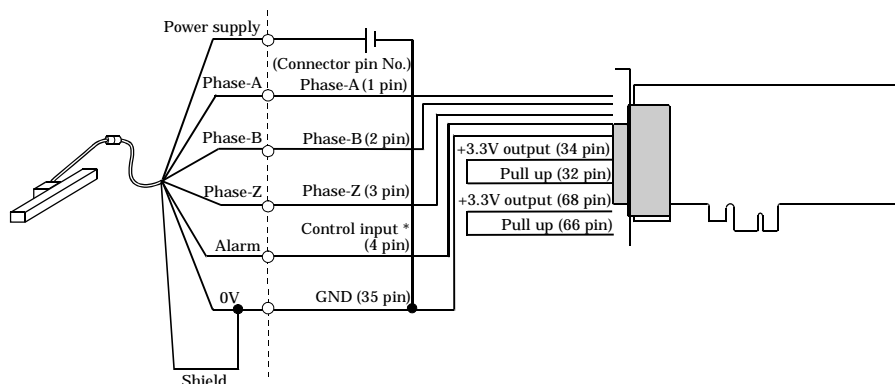 Power supply
(Connector pin No.)
Phase-A
Phase-A (1 pin)
Phase-B
Phase-B (2 pin)
+3.3V output (34 pin)
Pull up (32 pin)
Phase-Z
Phase-Z (3 pin)
+3.3V output (68 pin)
Pull up (66 pin)
Alarm
Control input *
(4 pin)
0V
GND (35 pin)
Shield